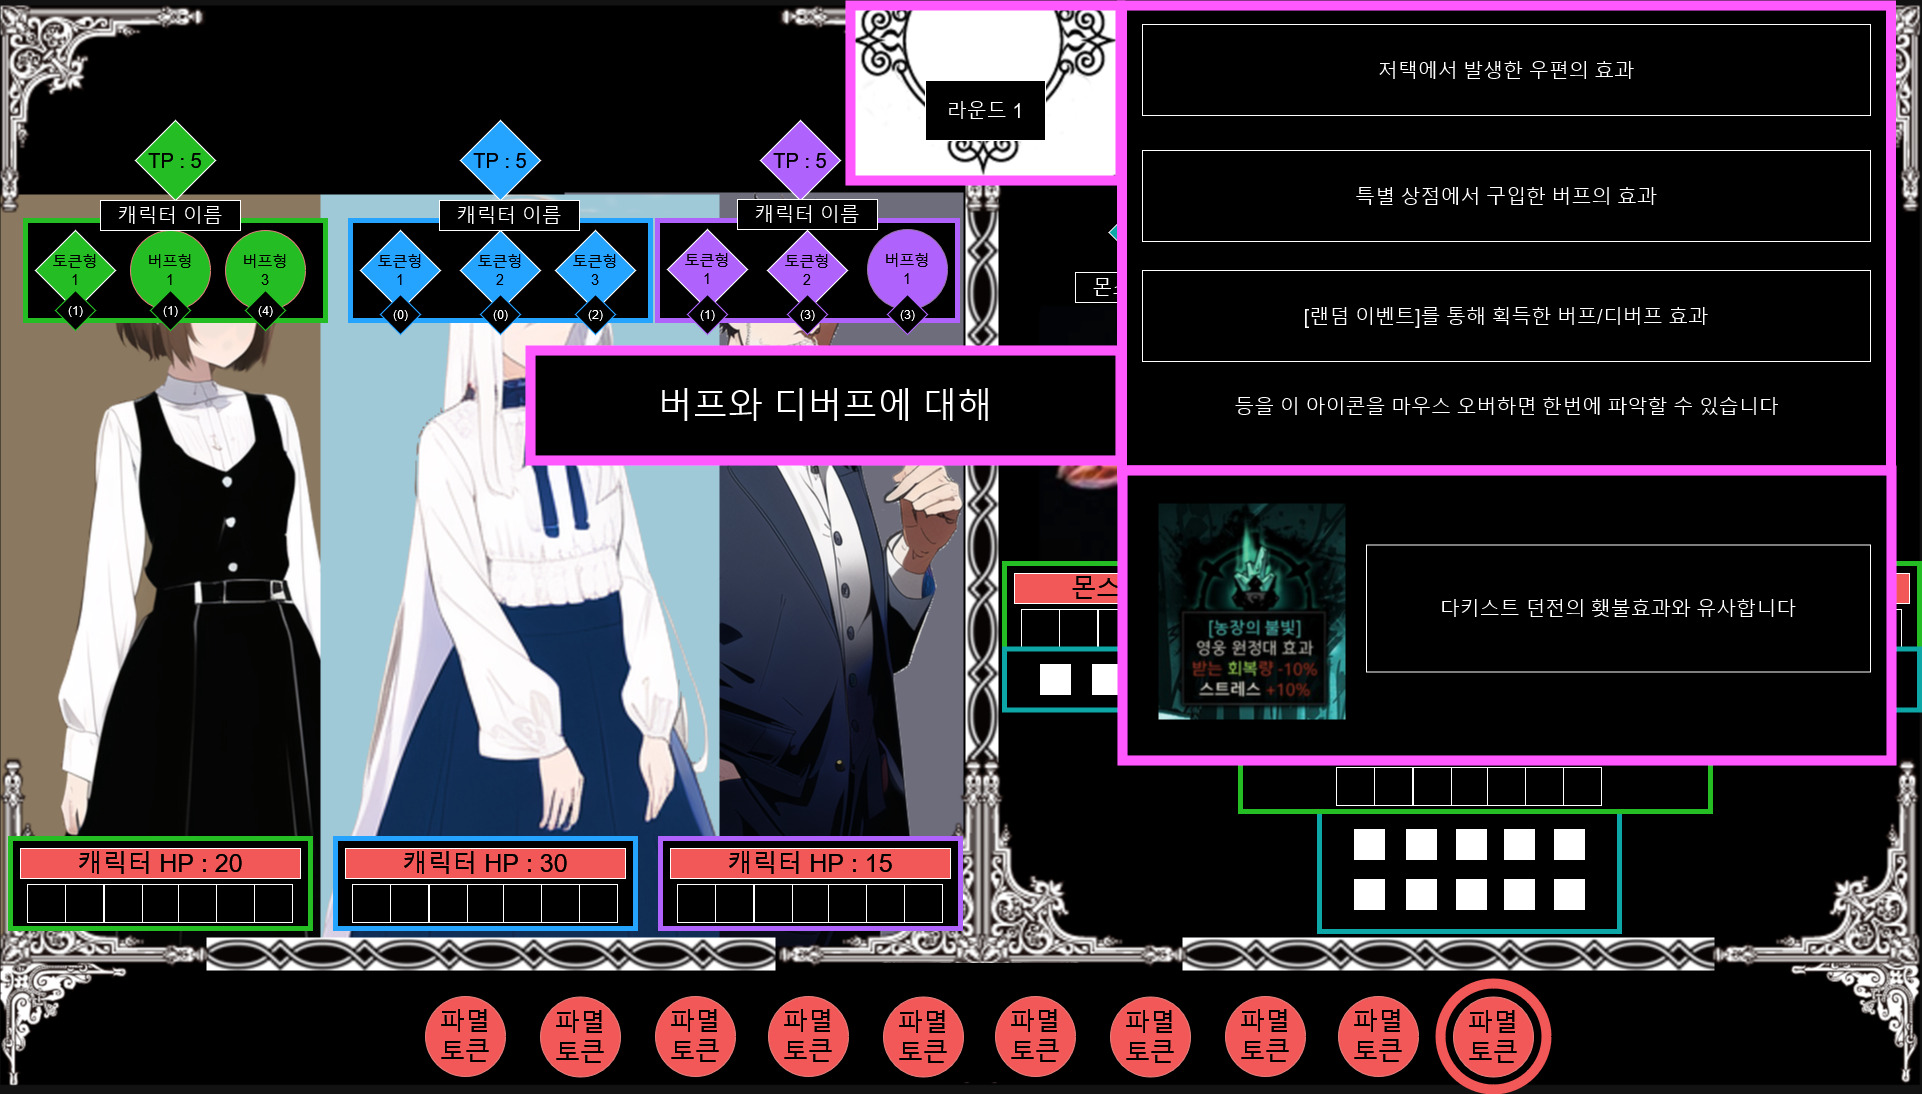 라운드 1
저택에서 발생한 우편의 효과
특별 상점에서 구입한 버프의 효과
[랜덤 이벤트]를 통해 획득한 버프/디버프 효과
등을 이 아이콘을 마우스 오버하면 한번에 파악할 수 있습니다
TP : 5
TP : 5
TP : 5
캐릭터 이름
캐릭터 이름
캐릭터 이름
토큰형
1
(1)
버프형
1
(1)
버프형
3
(4)
토큰형
1
(0)
토큰형
2
(0)
토큰형
3
(2)
토큰형
1
(1)
토큰형
2
(3)
버프형
1
(3)
버프와 디버프에 대해
[농장의 불빛]
영웅 원정대 효과
받는 회복량 -10%
스트레스 +10%
다키스트 던전의 횃불효과와 유사합니다
캐릭터 HP : 20
캐릭터 HP : 30
캐릭터 HP : 15
파멸
토큰
파멸
토큰
파멸
토큰
파멸
토큰
파멸
토큰
파멸
토큰
파멸
토큰
파멸
토큰
파멸
토큰
파멸
토큰